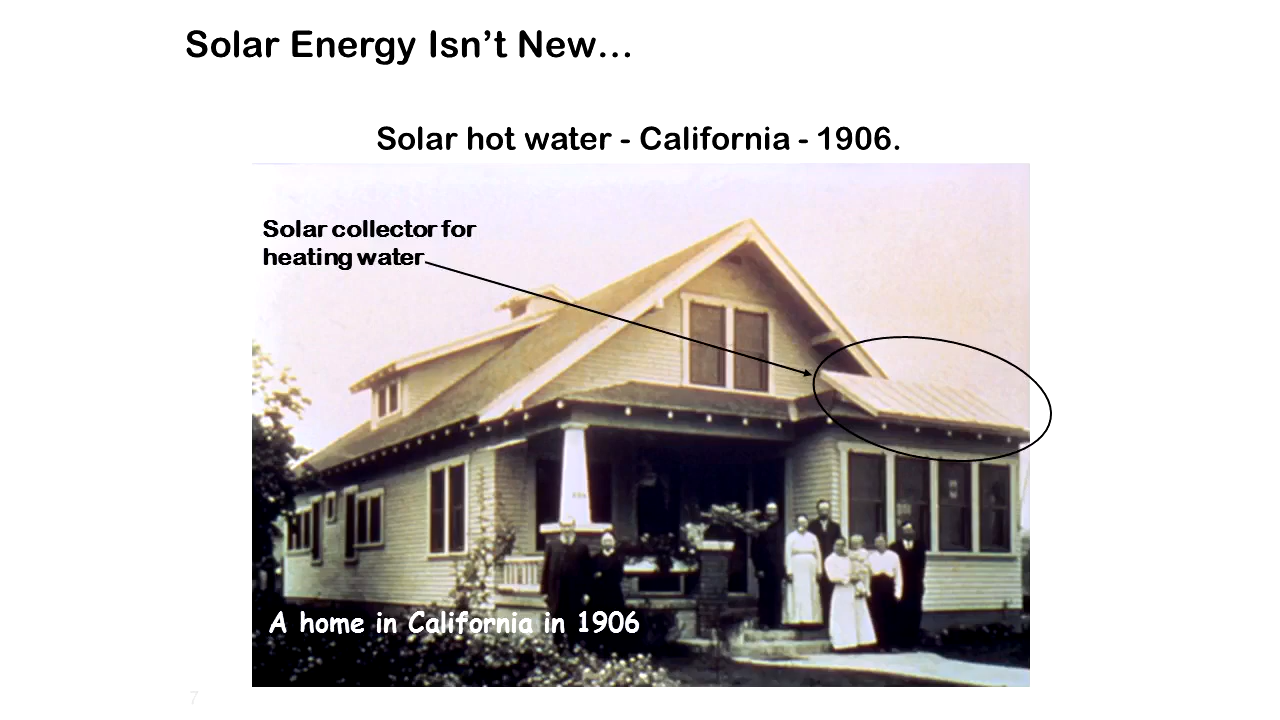 Solar Energy Isn’t New…
Solar hot water - California - 1906.
Solar collector for
heating water
A home in California in 1906
7